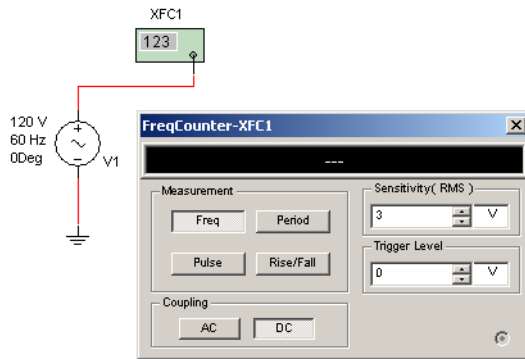 XFC1
123
120 V
60 Hz
0Deg
V1
FreqCounter-XFC1
---
Measurement
Freq
Period
Pulse
Rise/Fall
Coupling
AC
DC
Sensitivity( RMS )
3
V
Trigger Level
0
V